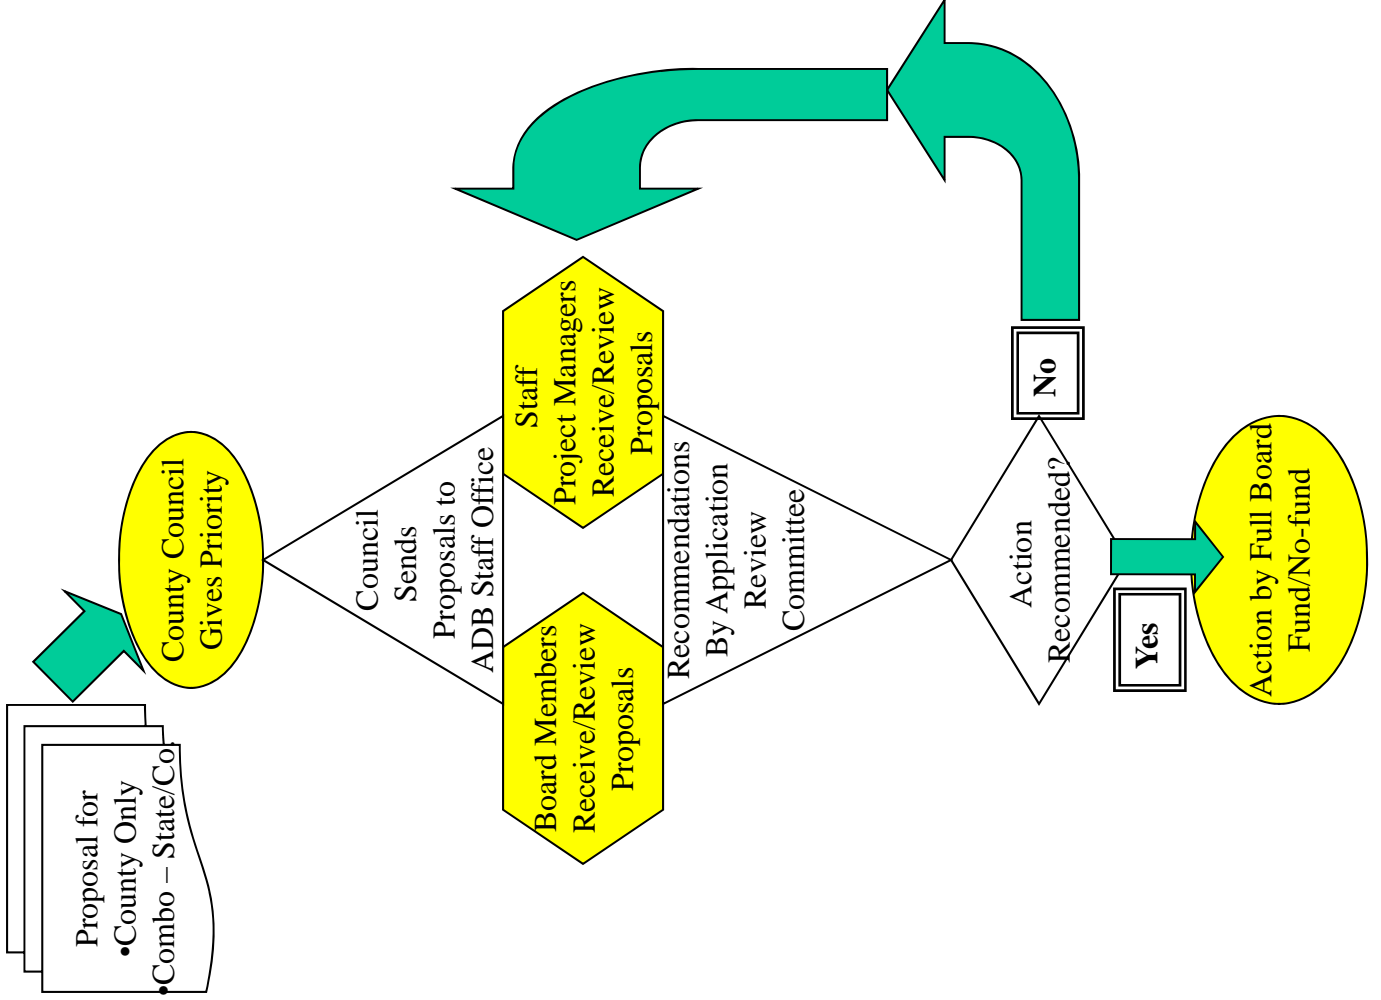 Proposal for
•County Only
•Combo – State/Co.
County Council
Gives Priority
Council
Sends
Proposals to
ADB Staff Office
Board Members
Receive/Review
Proposals
Staff
Project Managers
Receive/Review
Proposals
Recommendations
By Application
Review
Committee
Action
Recommended?
No
Yes
Action by Full Board
Fund/No-fund